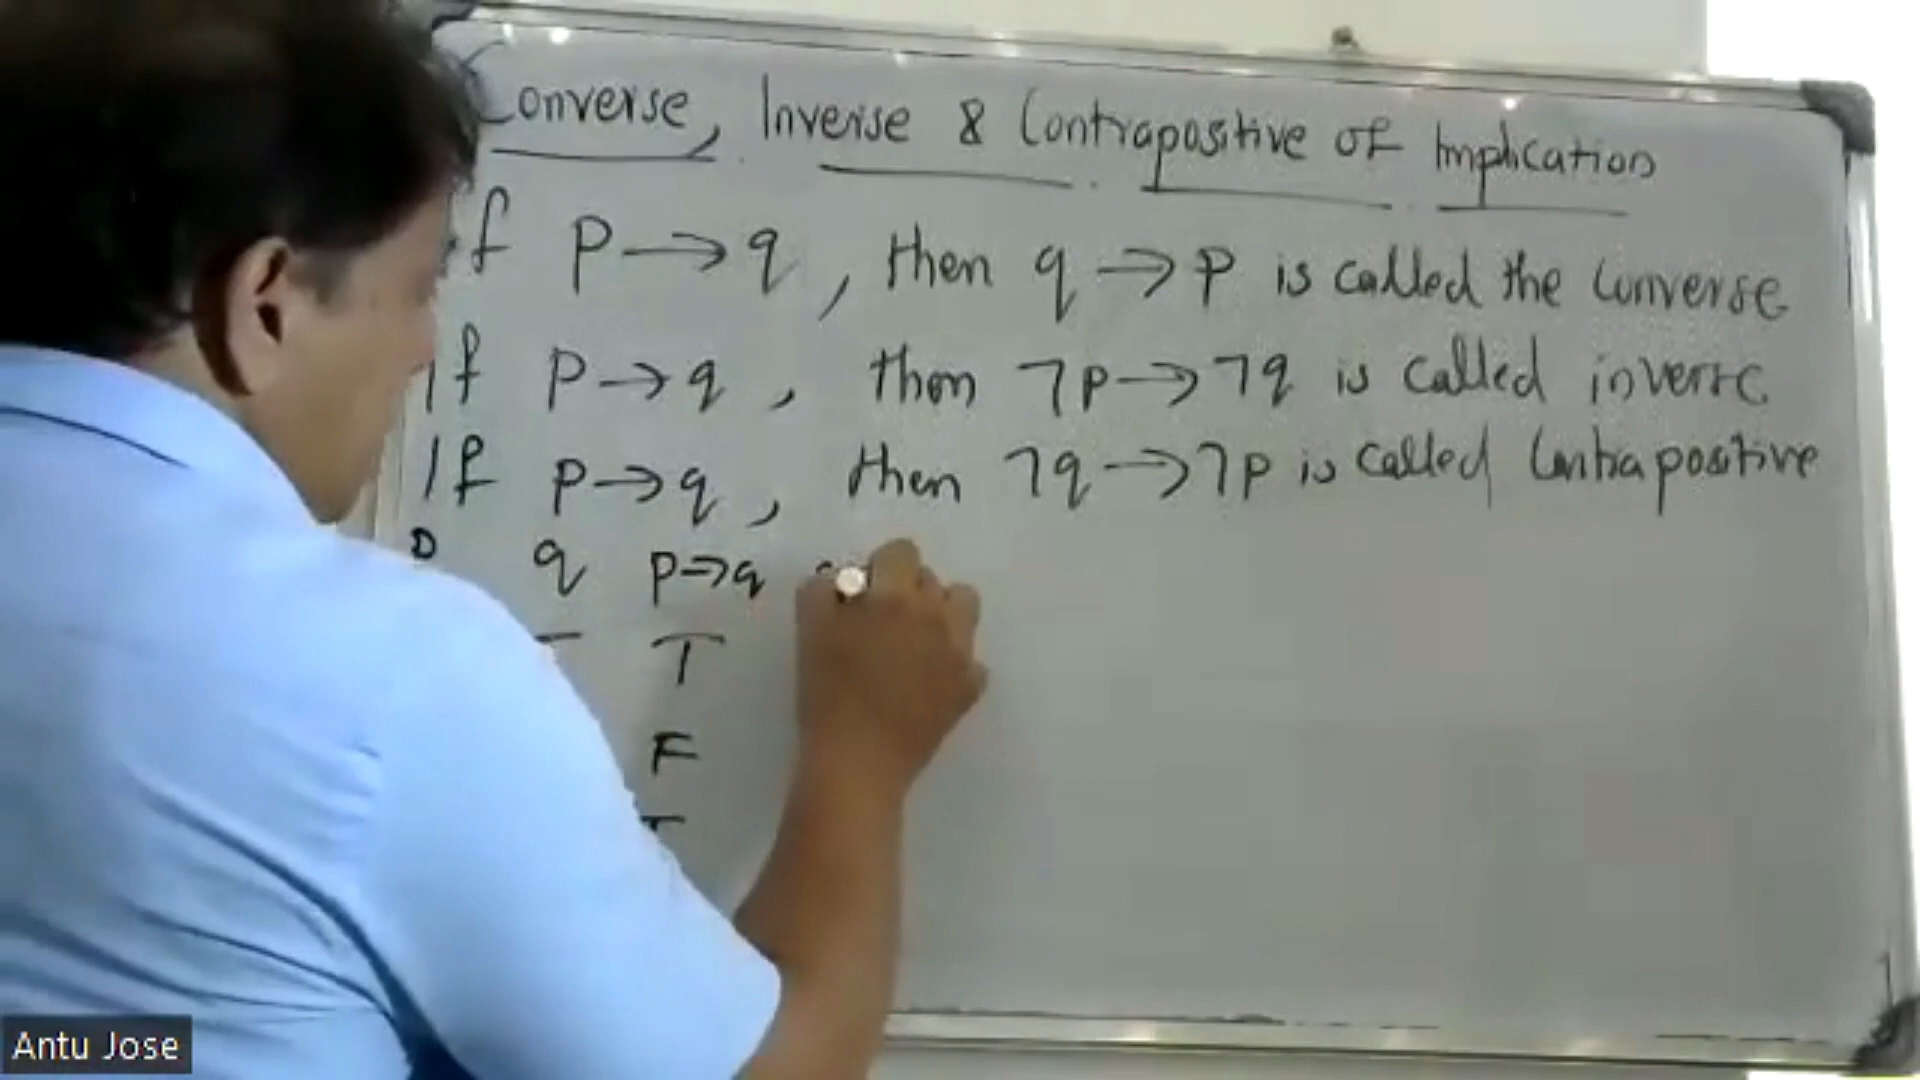 Converse, Inverse & Contrapositive of Implication
If P → q , then q → P is called the Converse
If P → q , then ¬p → ¬q is called inverse
If p → q , then ¬q → ¬p is called Contrapositive
q p→q
T T
F
T
Antu Jose